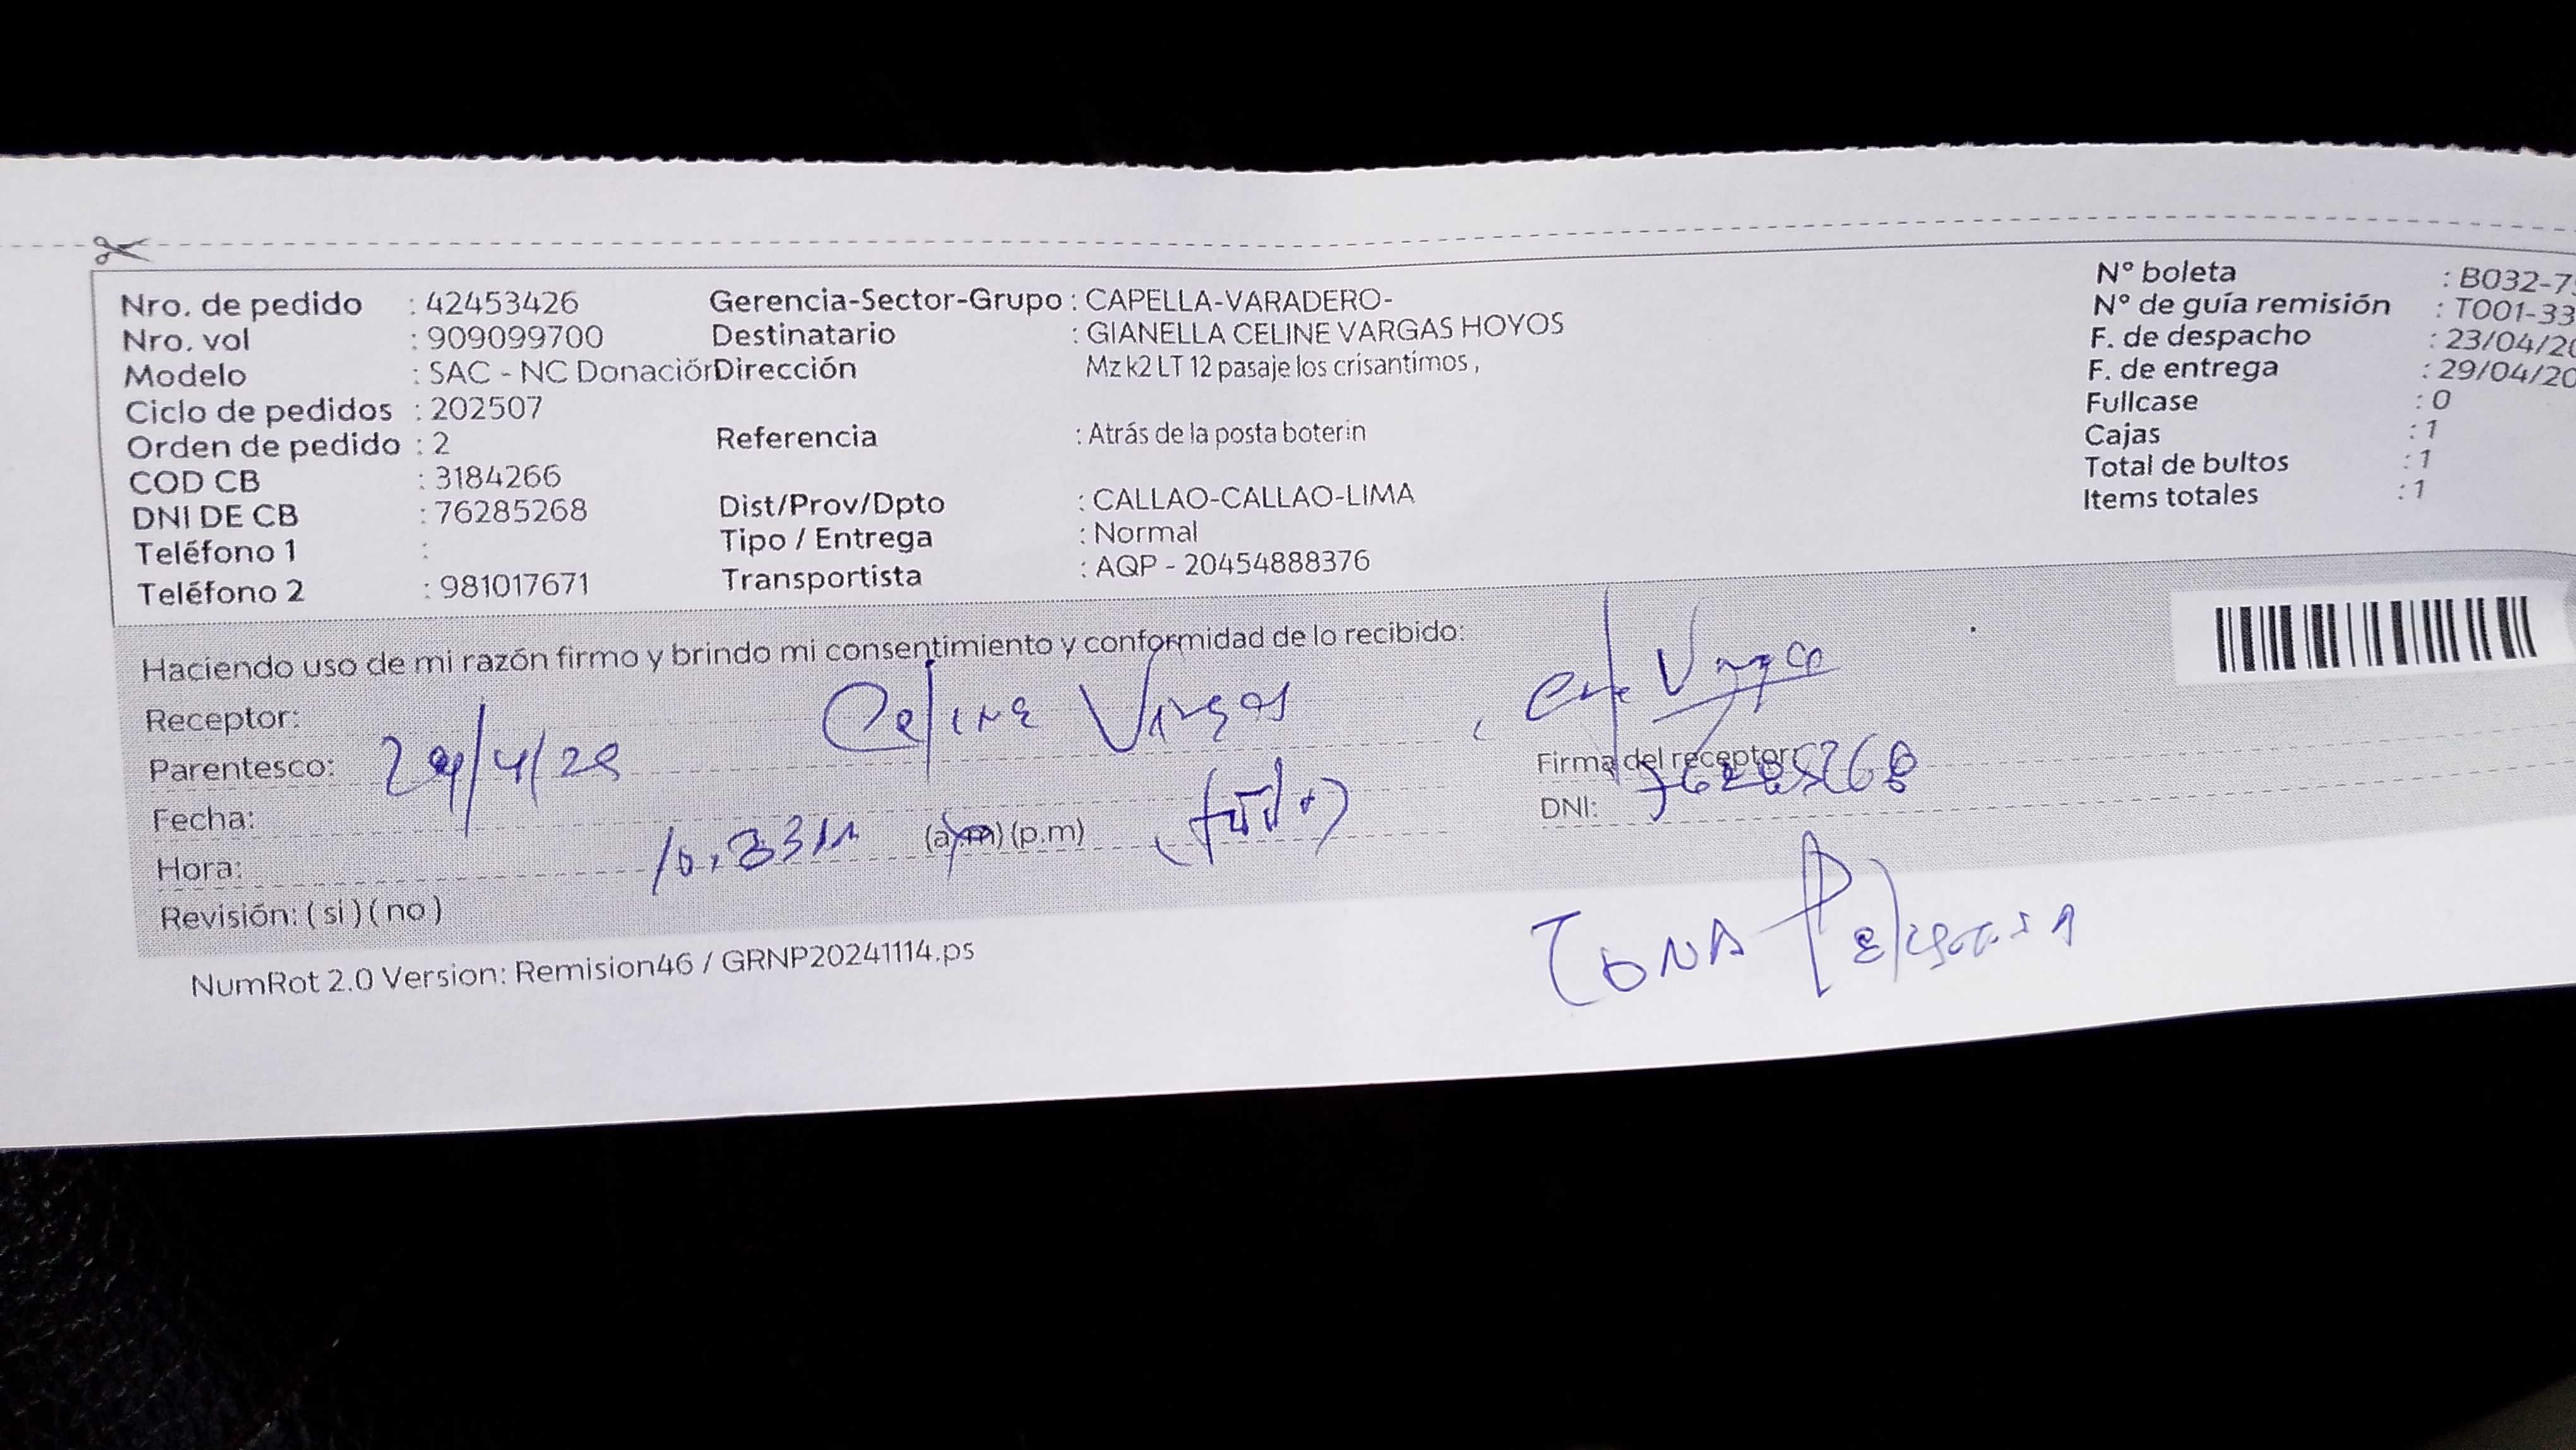 Nro. de pedido : 42453426
Nro. vol : 909099700
Modelo : SAC - NC Donación
Ciclo de pedidos : 202507
Orden de pedido : 2
COD CB : 3184266
DNI DE CB : 76285268
Teléfono 1 :
Teléfono 2 : 981017671
Gerencia-Sector-Grupo : CAPELLA-VARADERO-
Destinatario : GIANELLA CELINE VARGAS HOYOS
Dirección Mz k2 LT 12 pasaje los crisantimos ,
Referencia : Atrás de la posta boterin
Dist/Prov/Dpto : CALLAO-CALLAO-LIMA
Tipo / Entrega : Normal
Transportista : AQP - 20454888376
N° boleta : B032-7
N° de guía remisión : T001-33
F. de despacho : 23/04/20
F. de entrega : 29/04/20
Fullcase : 0
Cajas : 1
Total de bultos : 1
Items totales : 1
Haciendo uso de mi razón firmo y brindo mi consentimiento y conformidad de lo recibido:
Receptor: Celine Vargas
Parentesco:
Fecha:
Hora: (a.m) (p.m)
Revisión: ( si ) ( no )
Firma del receptor:
DNI: 76285268
ZONA Peligrosa
NumRot 2.0 Version: Remision46 / GRNP20241114.ps